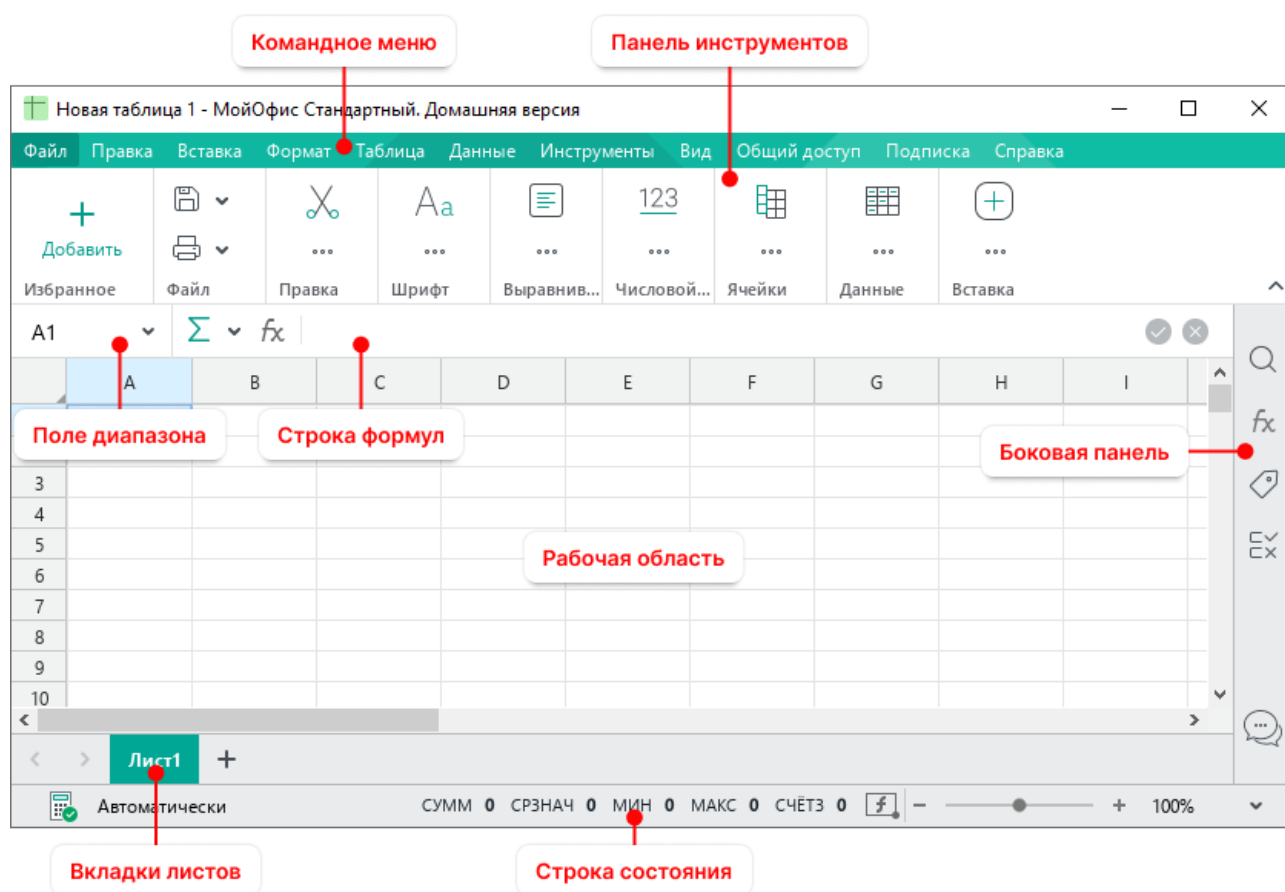 Командное меню
Панель инструментов
Новая таблица 1 - МойОфис Стандартный. Домашняя версия
Файл Правка Вставка Формат Таблица Данные Инструменты Вид Общий доступ Подписка Справка
Aa
123
Добавить
Избранное Файл Правка Шрифт Выравнив... Числовой... Ячейки Данные Вставка
A1 Σ fx
A B C D E F G H I
fx
Поле диапазона
Строка формул
Боковая панель
3
4
5
Рабочая область
6
7
8
9
10
Лист1 +
Автоматически СУММ 0 СРЗНАЧ 0 МИН 0 МАКС 0 СЧЁТЗ 0 f − + 100%
Вкладки листов
Строка состояния